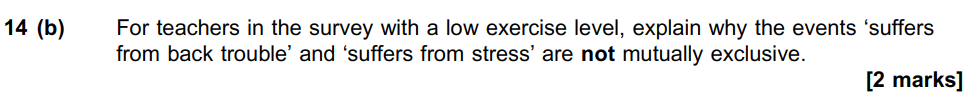 14 (b) For teachers in the survey with a low exercise level, explain why the events ‘suffers
from back trouble’ and ‘suffers from stress’ are not mutually exclusive.
[2 marks]